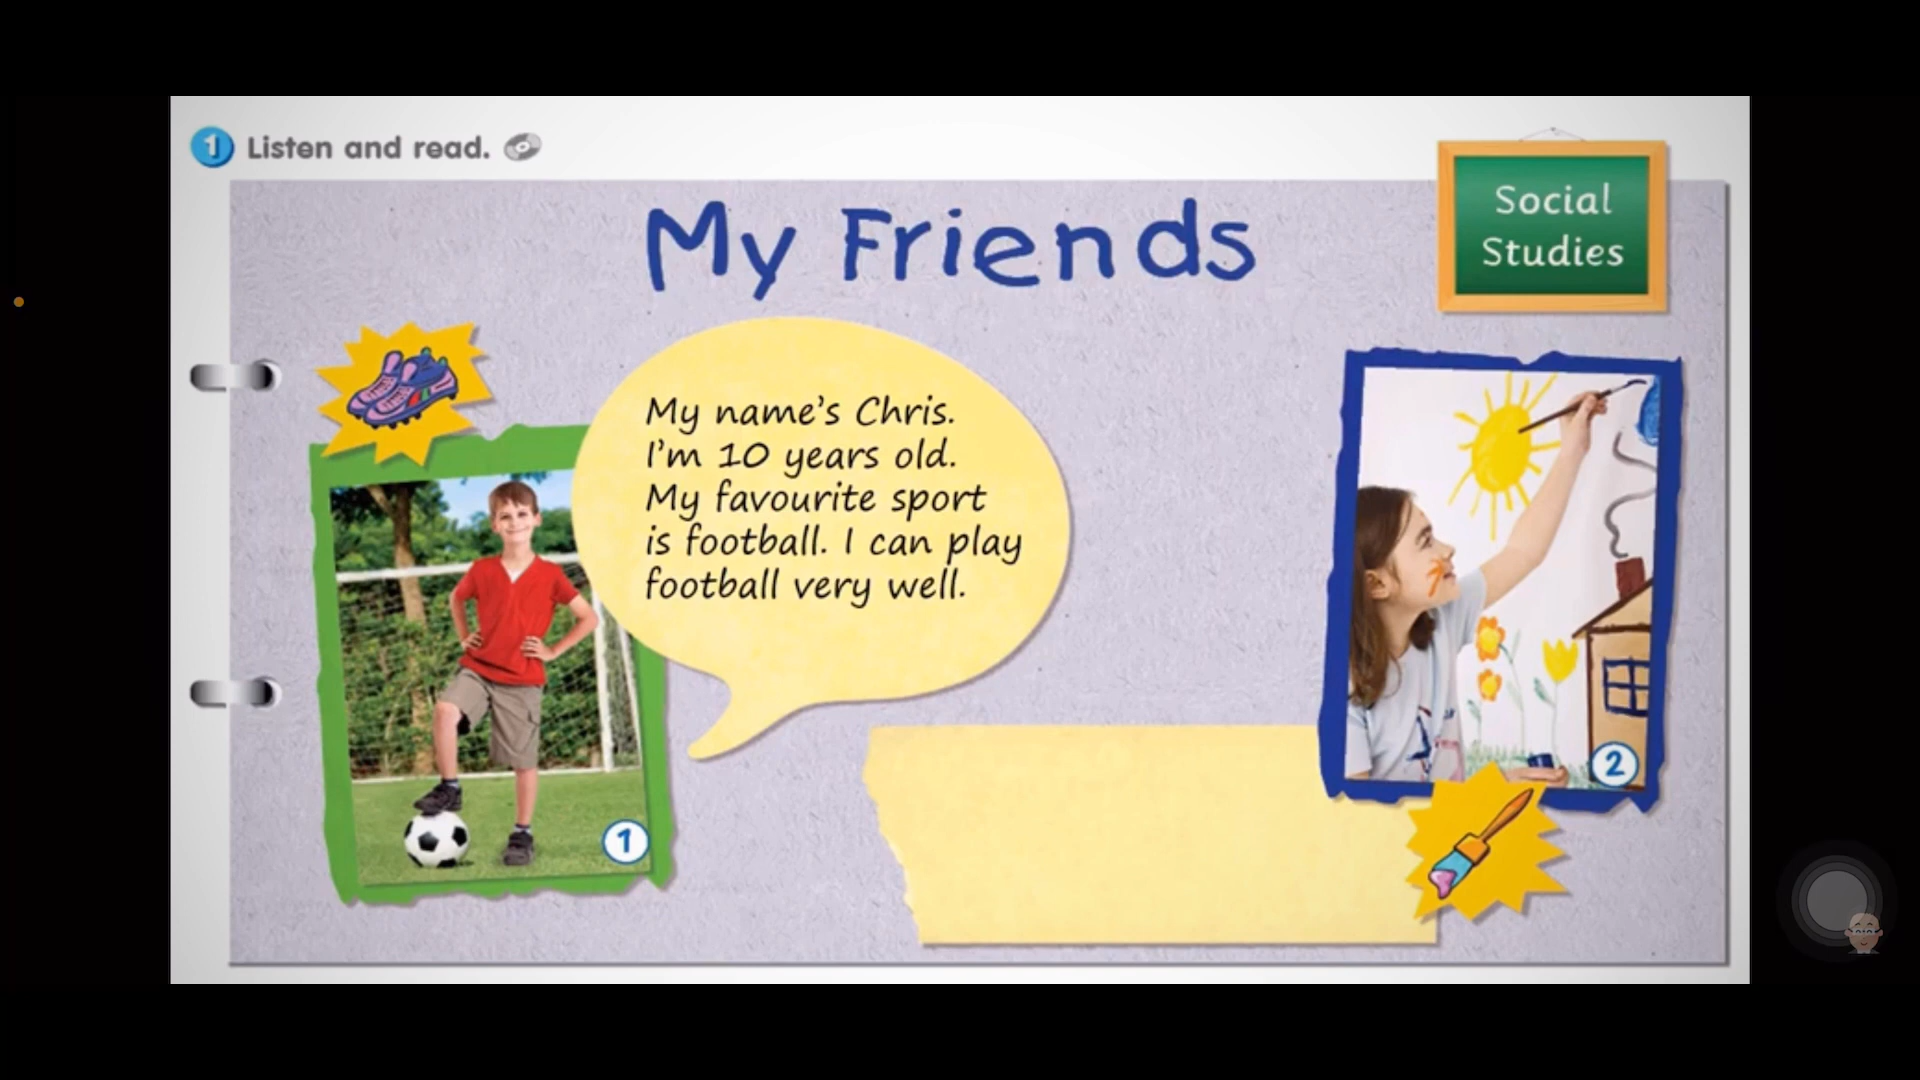 1 Listen and read.
Social
Studies
My Friends
My name's Chris.
I'm 10 years old.
My favourite sport
is football. I can play
football very well.
1
2